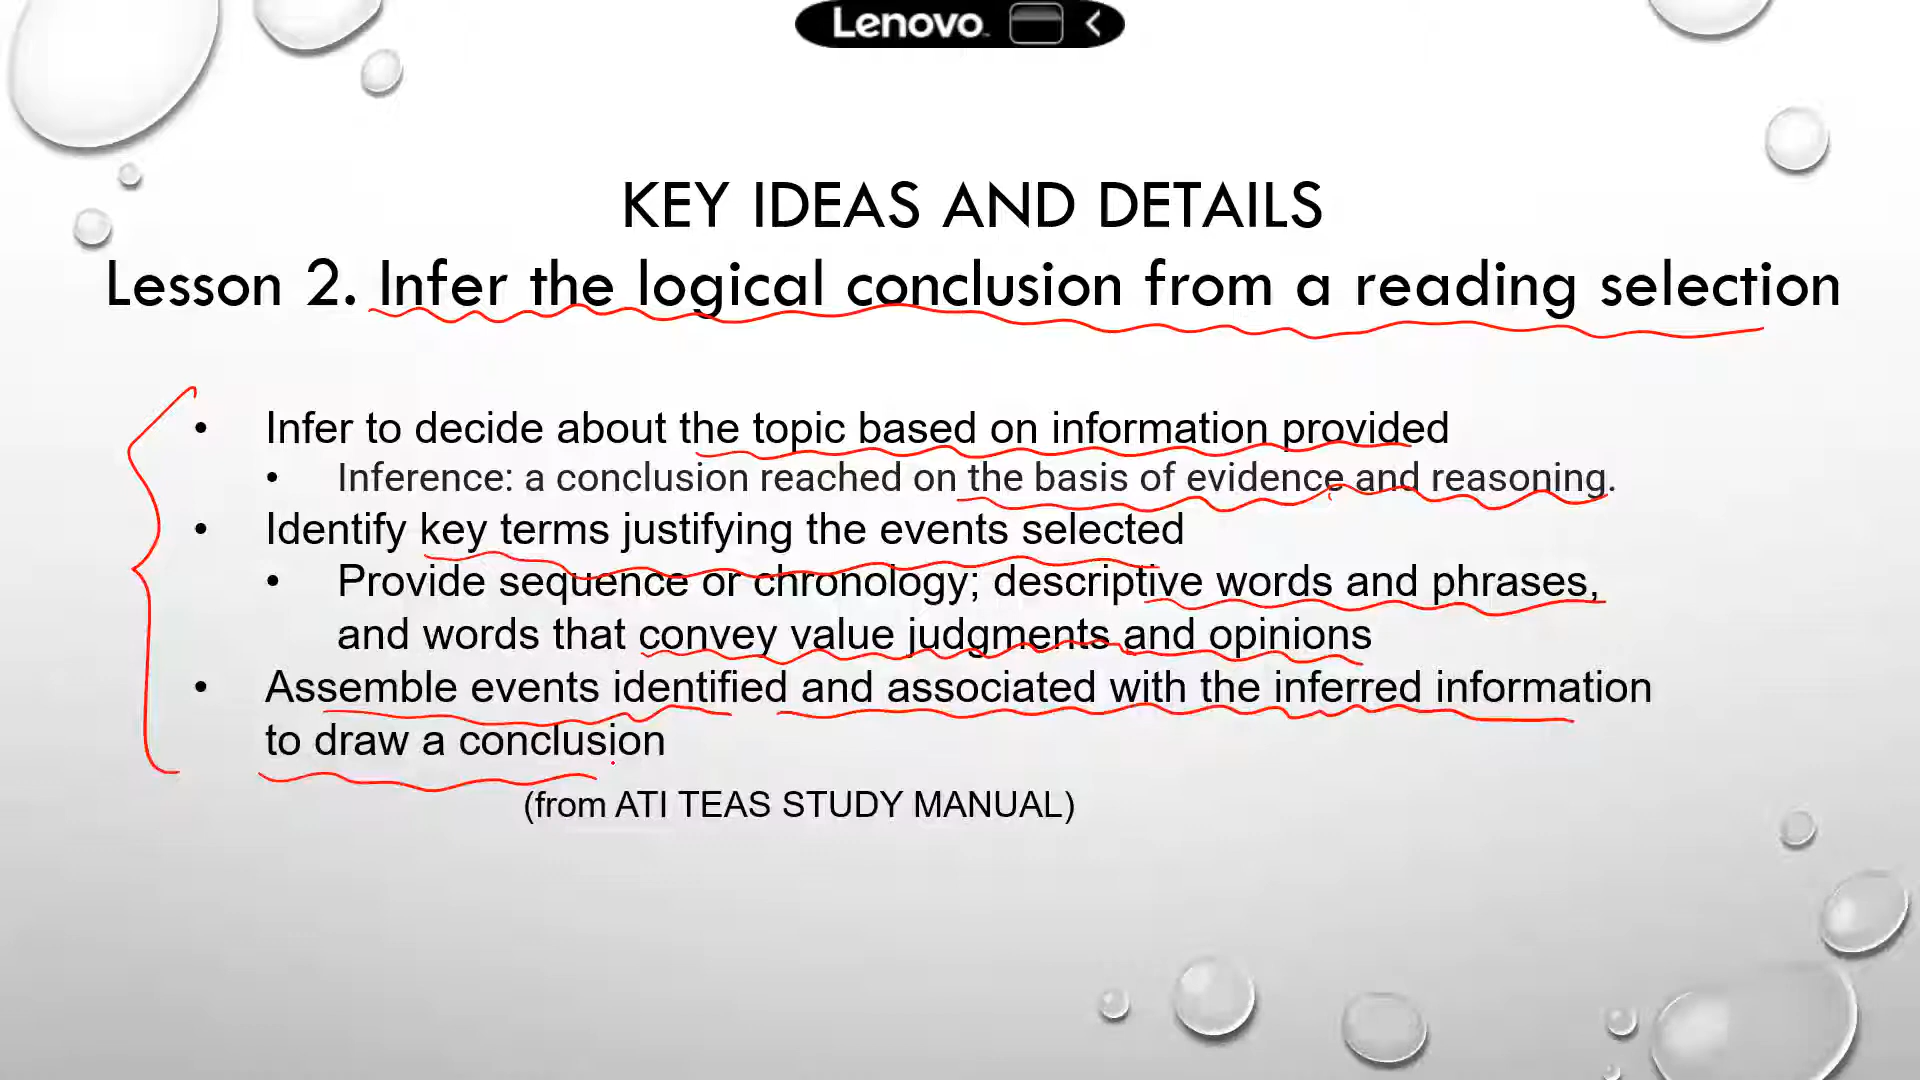 Lenovo
KEY IDEAS AND DETAILS
Lesson 2. Infer the logical conclusion from a reading selection
• Infer to decide about the topic based on information provided
• Inference: a conclusion reached on the basis of evidence and reasoning.
• Identify key terms justifying the events selected
• Provide sequence or chronology; descriptive words and phrases,
and words that convey value judgments and opinions
• Assemble events identified and associated with the inferred information
to draw a conclusion
(from ATI TEAS STUDY MANUAL)